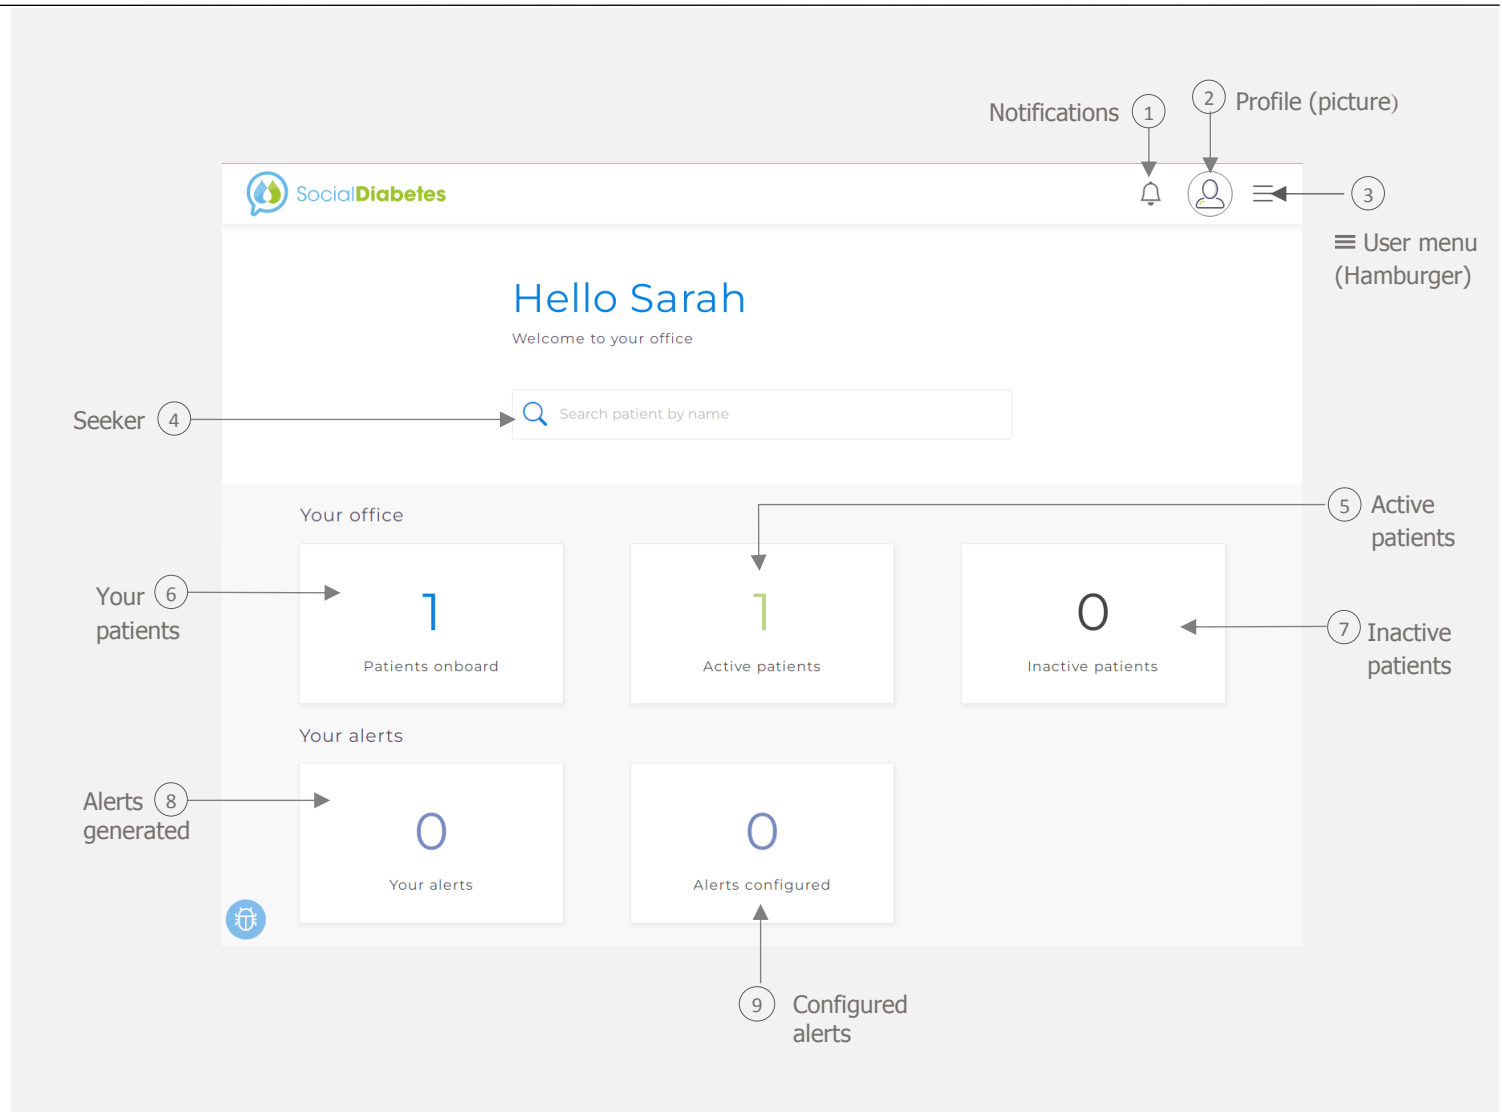 Notifications 1
2 Profile (picture)
SocialDiabetes
3
User menu
(Hamburger)
Hello Sarah
Welcome to your office
Seeker 4
Search patient by name
Your office
5 Active
patients
Your 6
patients
1
Patients onboard
1
Active patients
0
Inactive patients
7 Inactive
patients
Your alerts
Alerts 8
generated
0
Your alerts
0
Alerts configured
9 Configured
alerts